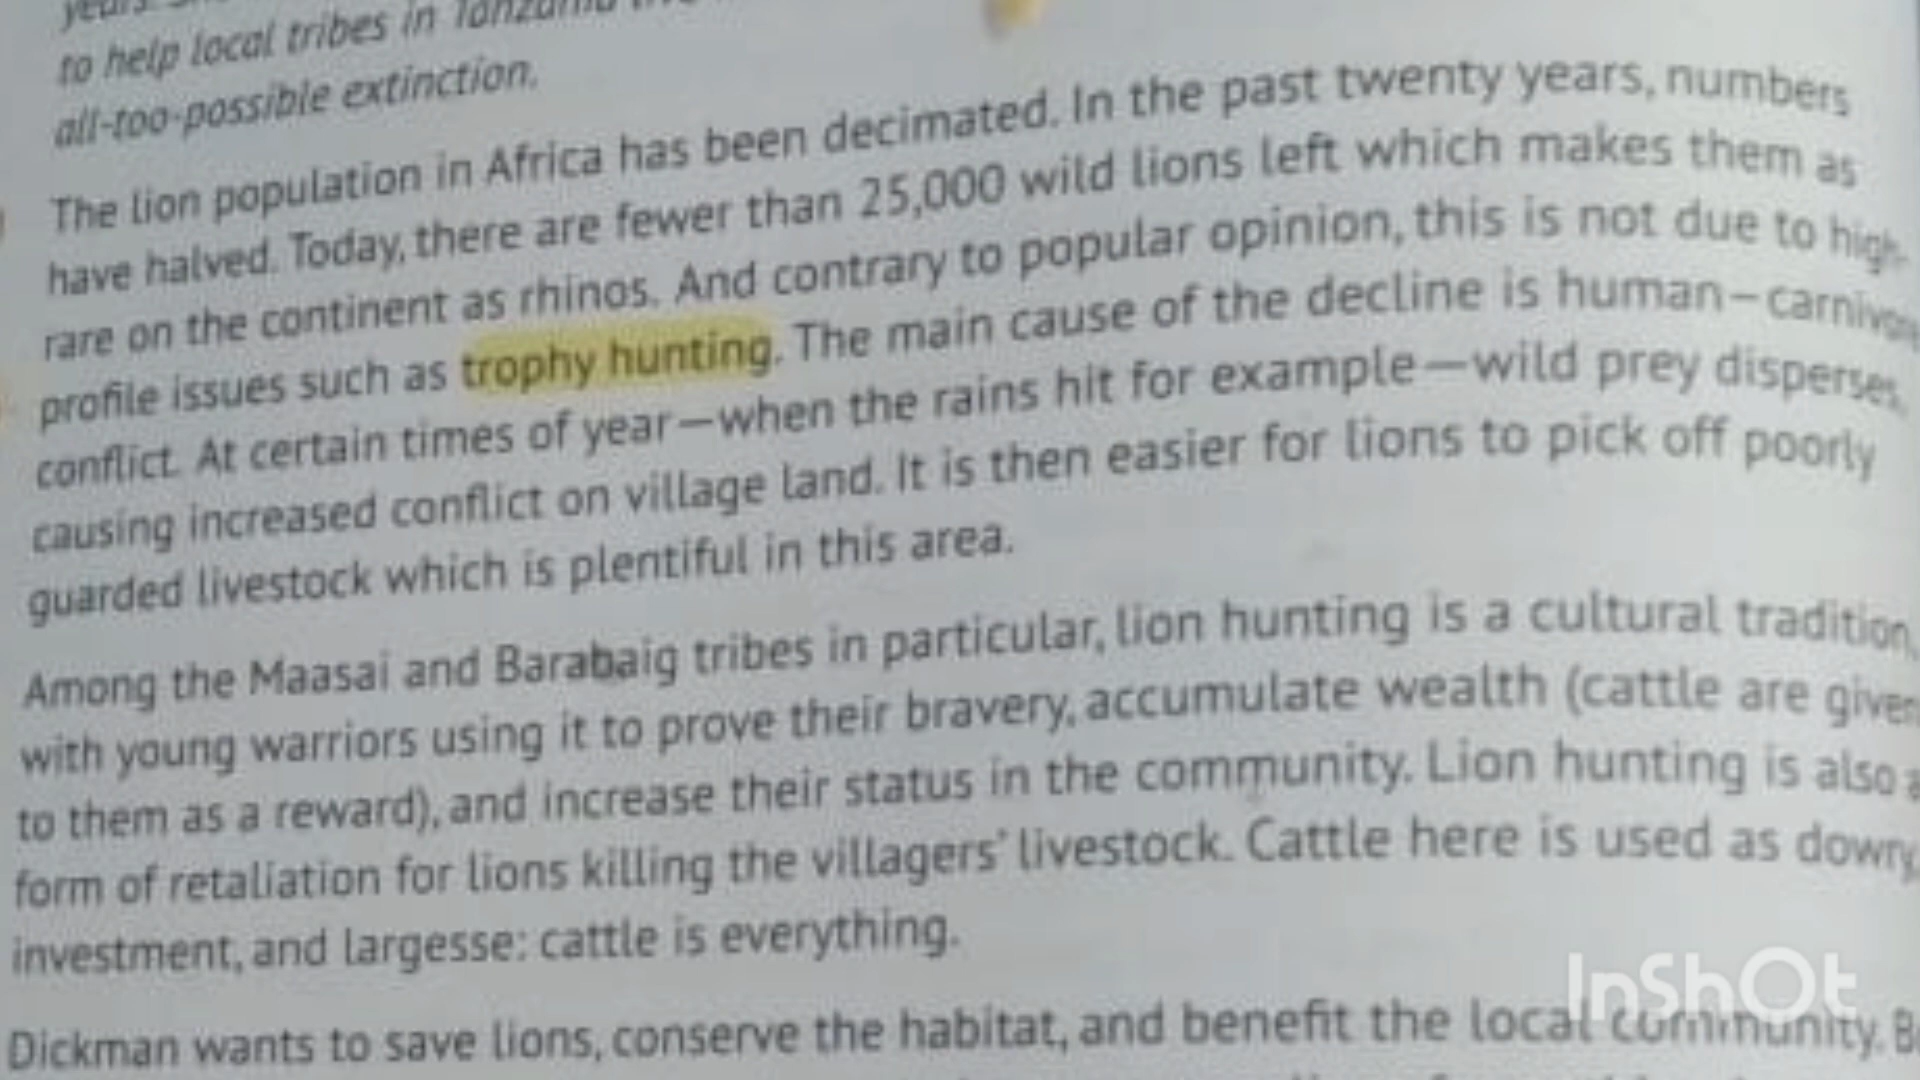 years.
to help local tribes in Tanzania
all-too-possible extinction.
The lion population in Africa has been decimated. In the past twenty years, numbers
have halved. Today, there are fewer than 25,000 wild lions left which makes them as
rare on the continent as rhinos. And contrary to popular opinion, this is not due to high-
profile issues such as trophy hunting. The main cause of the decline is human—carnivore
conflict. At certain times of year—when the rains hit for example—wild prey disperses,
causing increased conflict on village land. It is then easier for lions to pick off poorly
guarded livestock which is plentiful in this area.
Among the Maasai and Barabaig tribes in particular, lion hunting is a cultural tradition,
with young warriors using it to prove their bravery, accumulate wealth (cattle are given
to them as a reward), and increase their status in the community. Lion hunting is also a
form of retaliation for lions killing the villagers' livestock. Cattle here is used as dowry,
investment, and largesse: cattle is everything.
Dickman wants to save lions, conserve the habitat, and benefit the local community.
InShOt